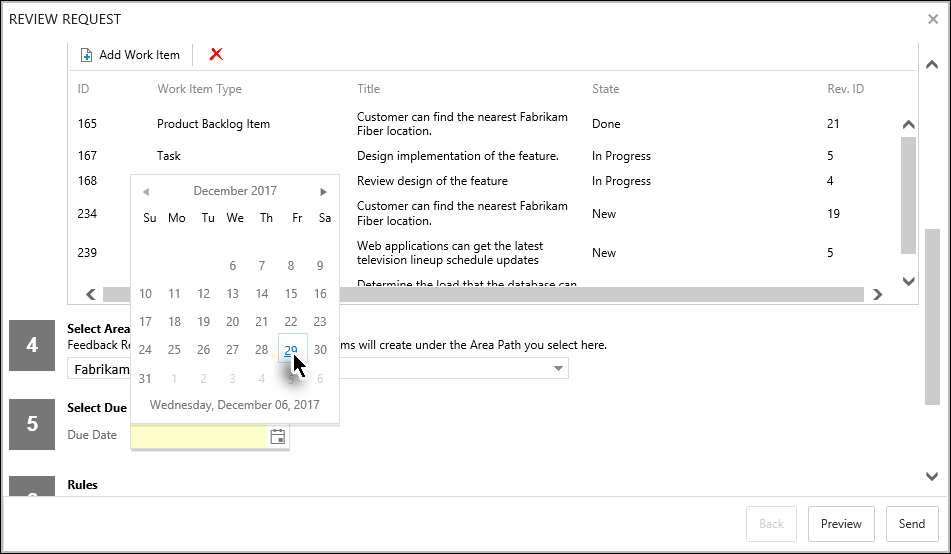 REVIEW REQUEST
Add Work Item
ID Work Item Type Title State Rev. ID
165 Product Backlog Item Customer can find the nearest Fabrikam Fiber location. Done 21
167 Task Design implementation of the feature. In Progress 5
168 Review design of the feature In Progress 4
234 Customer can find the nearest Fabrikam Fiber location. New 19
239 Web applications can get the latest television lineup schedule updates New 5
Determine the load that the database can
December 2017
Su Mo Tu We Th Fr Sa
6 7 8 9
10 11 12 13 14 15 16
17 18 19 20 21 22 23
24 25 26 27 28 29 30
31 1 2 3 4 5 6
Wednesday, December 06, 2017
4
Select Area
Feedback Re ms will create under the Area Path you select here.
Fabrikam
5
Select Due
Due Date
Rules
Back Preview Send